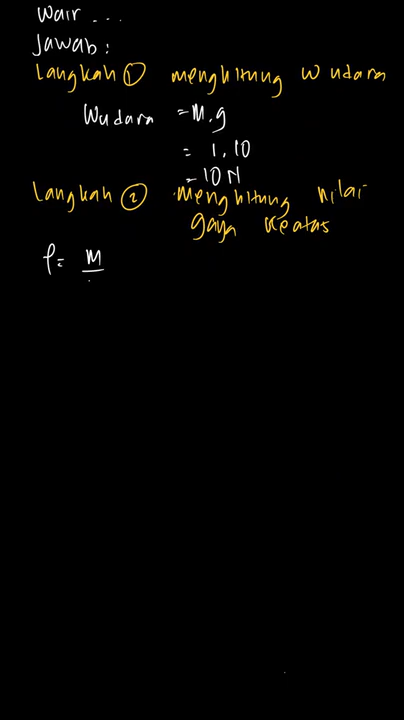 Wair ...
Jawab:
Langkah ① menghitung w udara
Wudara = M.g
= 1.10
= 10 N
Langkah ② menghitung nilai
gaya keatas
ρ = M